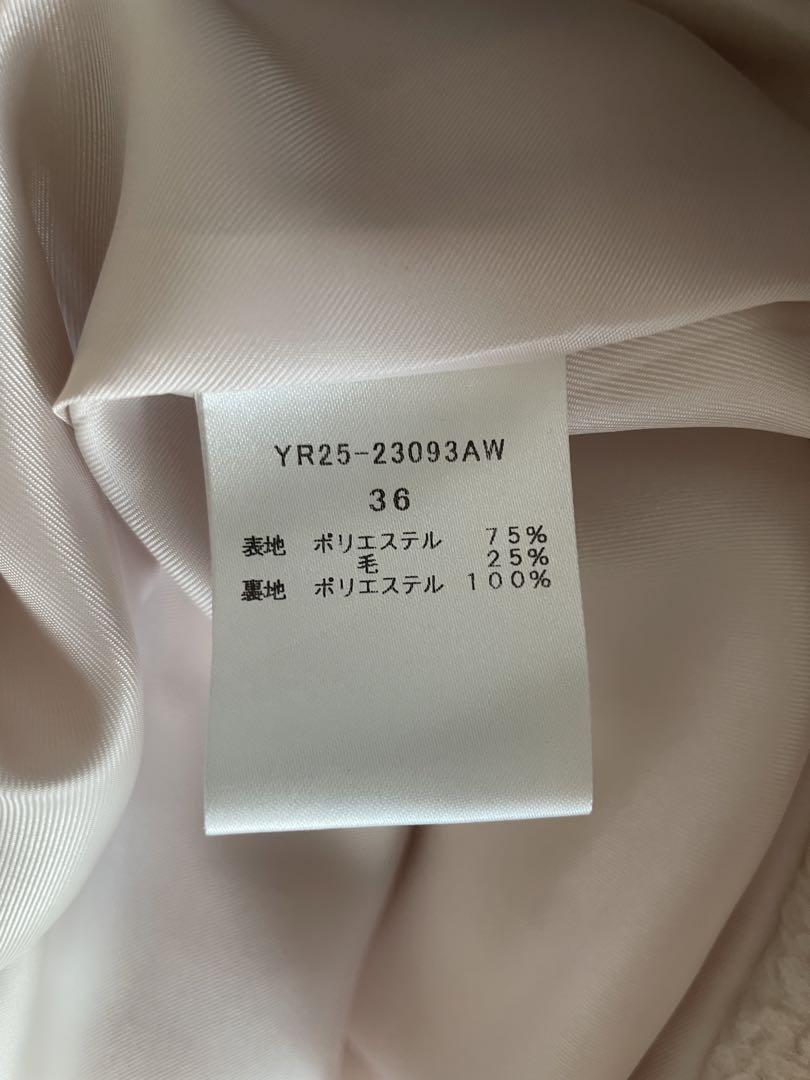 YR25-23093AW
36
表地 ポリエステル 75%
毛 25%
裏地 ポリエステル 100%